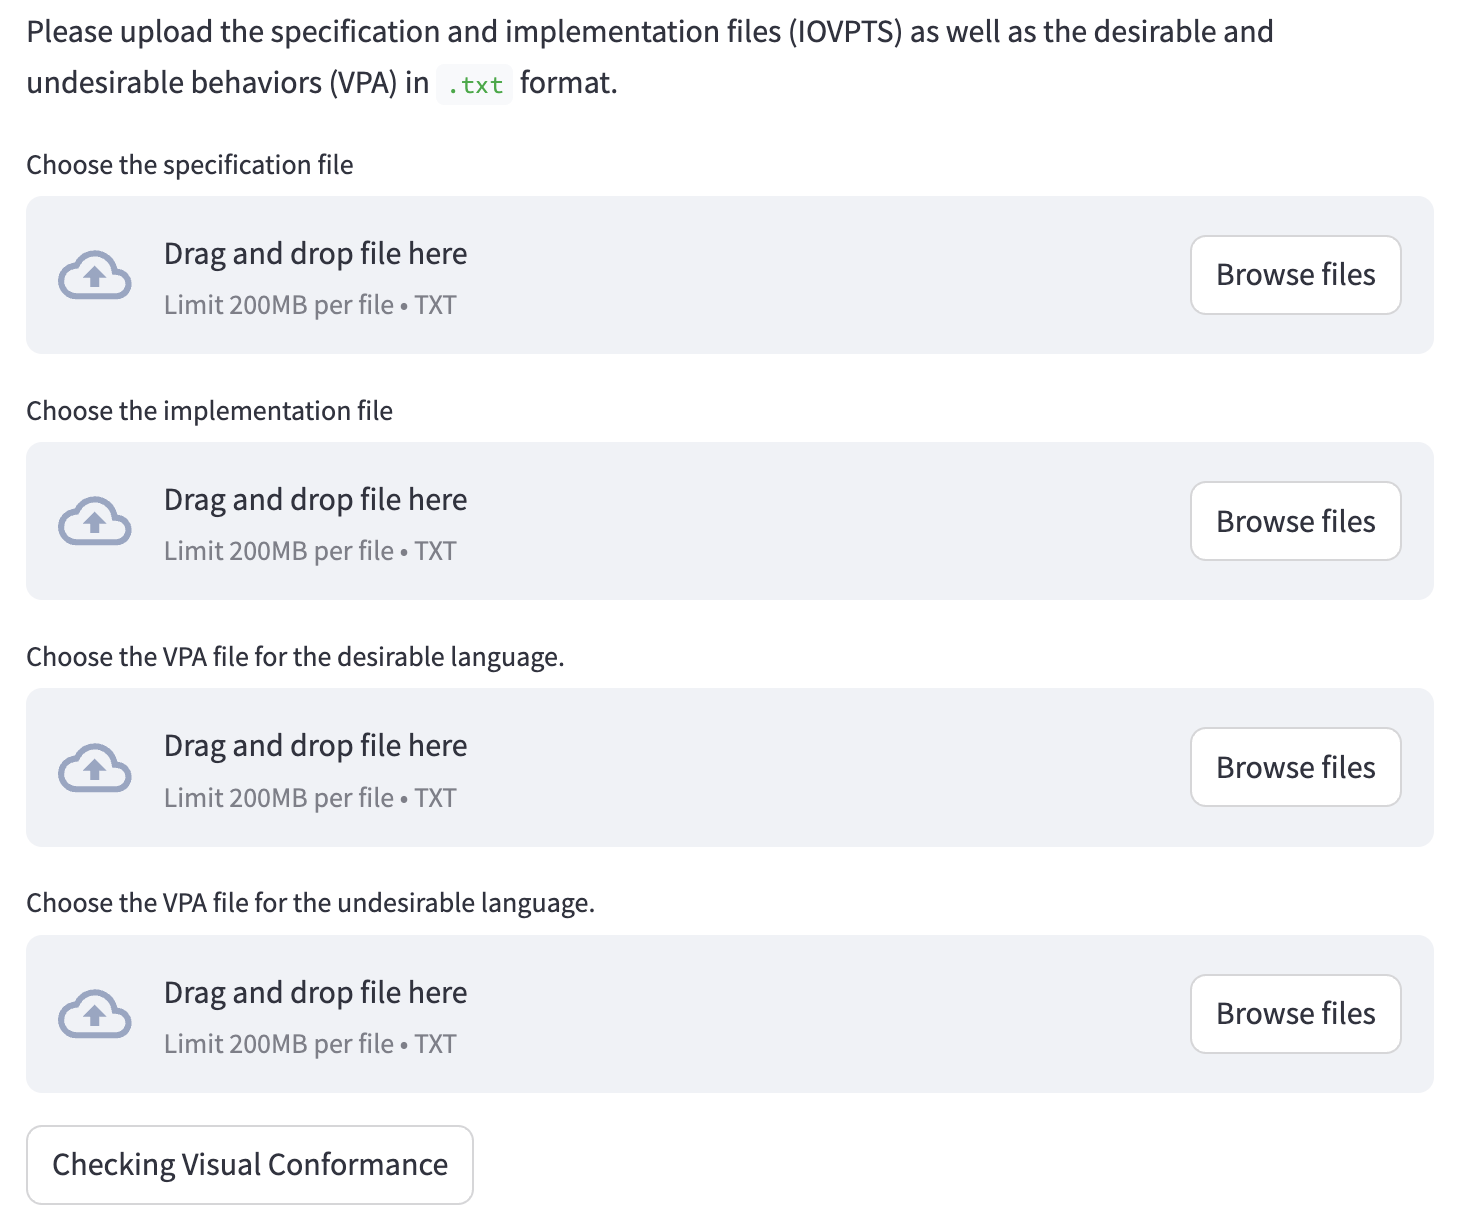 Please upload the specification and implementation files (IOVPTS) as well as the desirable and
undesirable behaviors (VPA) in .txt format.
Choose the specification file
Drag and drop file here
Limit 200MB per file • TXT
Browse files
Choose the implementation file
Drag and drop file here
Limit 200MB per file • TXT
Browse files
Choose the VPA file for the desirable language.
Drag and drop file here
Limit 200MB per file • TXT
Browse files
Choose the VPA file for the undesirable language.
Drag and drop file here
Limit 200MB per file • TXT
Browse files
Checking Visual Conformance